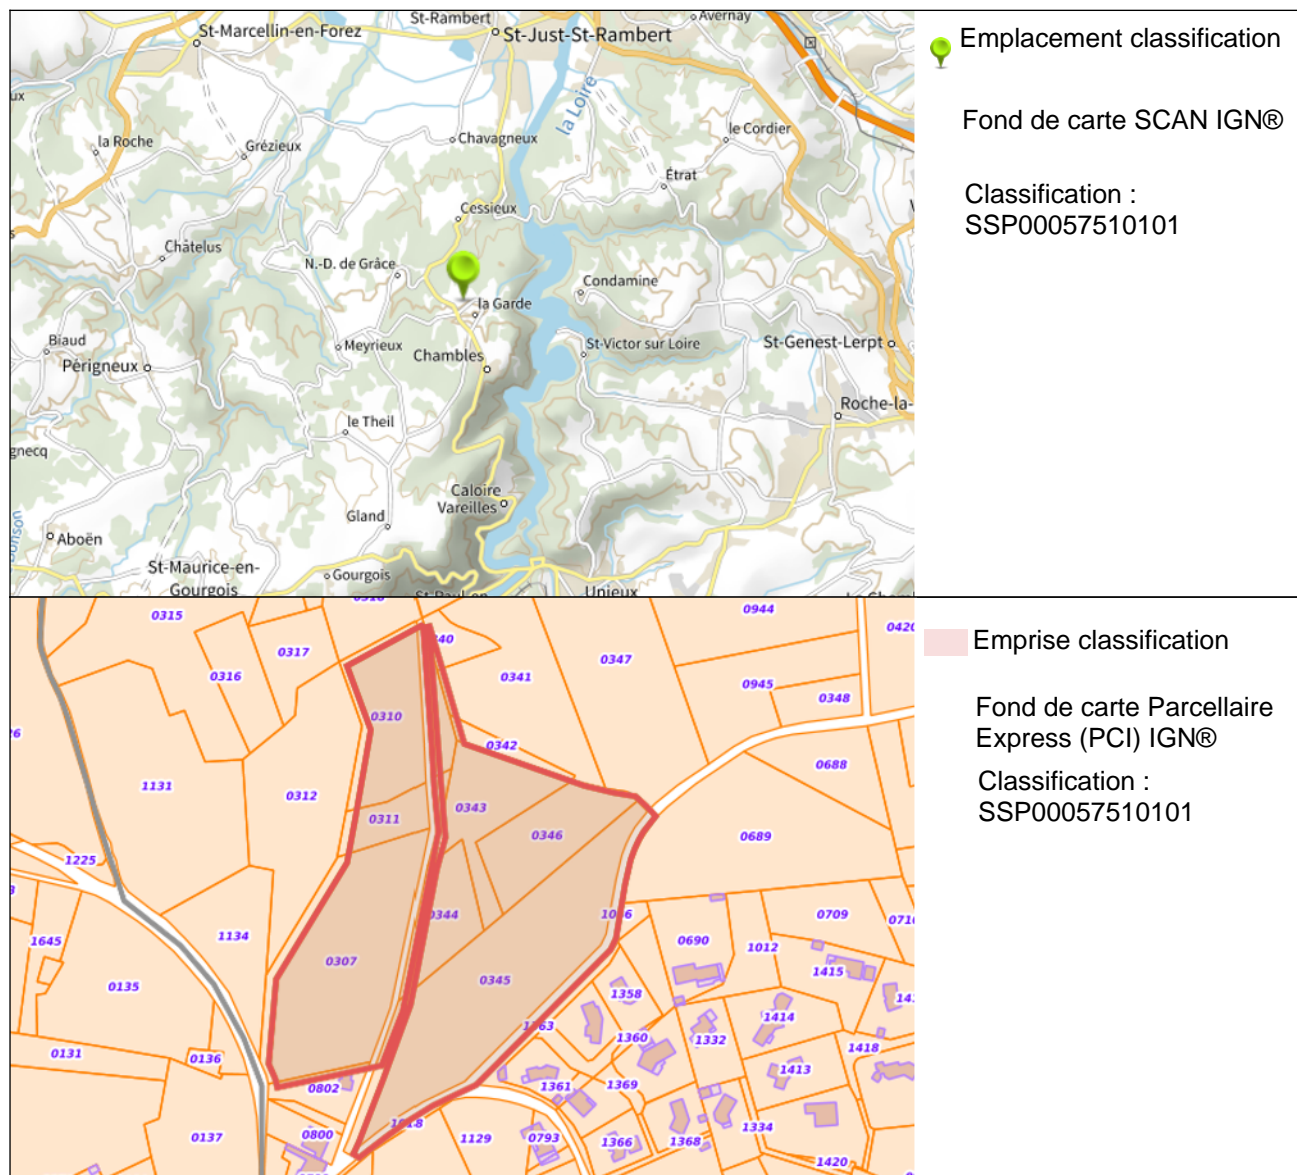 St-Rambert
Avernay
St-Marcellin-en-Forez
St-Just-St-Rambert
la Loire
la Roche
Grézieux
Chavagneux
le Cordier
Étrat
Cessieux
Châtelus
N.-D. de Grâce
Condamine
la Garde
Biaud
Meyrieux
St-Victor sur Loire
St-Genest-Lerpt
Périgneux
Chambles
Roche-la-
le Theil
gnecq
Caloire
Vareilles
Gland
Aboën
St-Maurice-en-
Gourgois
Gourgois
Unieux
Emplacement classification
Fond de carte SCAN IGN®
Classification :
SSP00057510101
0315
0944
0420
0317
0347
0316
0341
0945
0348
0310
0342
0688
1131
0312
0343
0311
0346
0689
1225
0344
0709
0710
1645
1134
0690
1012
0307
0345
1415
0135
1358
1414
1360
1332
0131
0136
1418
1413
0802
1361
1369
0137
0800
1129
0793
1366
1368
1334
1420
Emprise classification
Fond de carte Parcellaire
Express (PCI) IGN®
Classification :
SSP00057510101